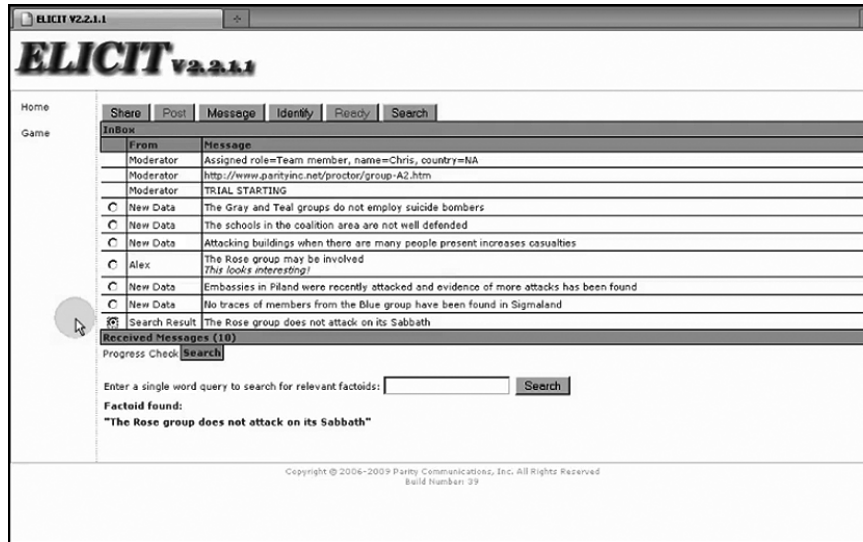 ELICIT V2.2.1.1
ELICIT V2.2.1.1
Home
Game
Share Post Message Identify Ready Search
InBox
From Message
Moderator Assigned role=Team member, name=Chris, country=NA
Moderator http://www.parityinc.net/proctor/group-A2.htm
Moderator TRIAL STARTING
New Data The Gray and Teal groups do not employ suicide bombers
New Data The schools in the coalition area are not well defended
New Data Attacking buildings when there are many people present increases casualties
Alex The Rose group may be involved
This looks interesting!
New Data Embassies in Piland were recently attacked and evidence of more attacks has been found
New Data No traces of members from the Blue group have been found in Sigmaland
Search Result The Rose group does not attack on its Sabbath
Received Messages (10)
Progress Check Search
Enter a single word query to search for relevant factoids: Search
Factoid found:
"The Rose group does not attack on its Sabbath"
Copyright © 2006-2009 Parity Communications, Inc. All Rights Reserved
Build Number: 39